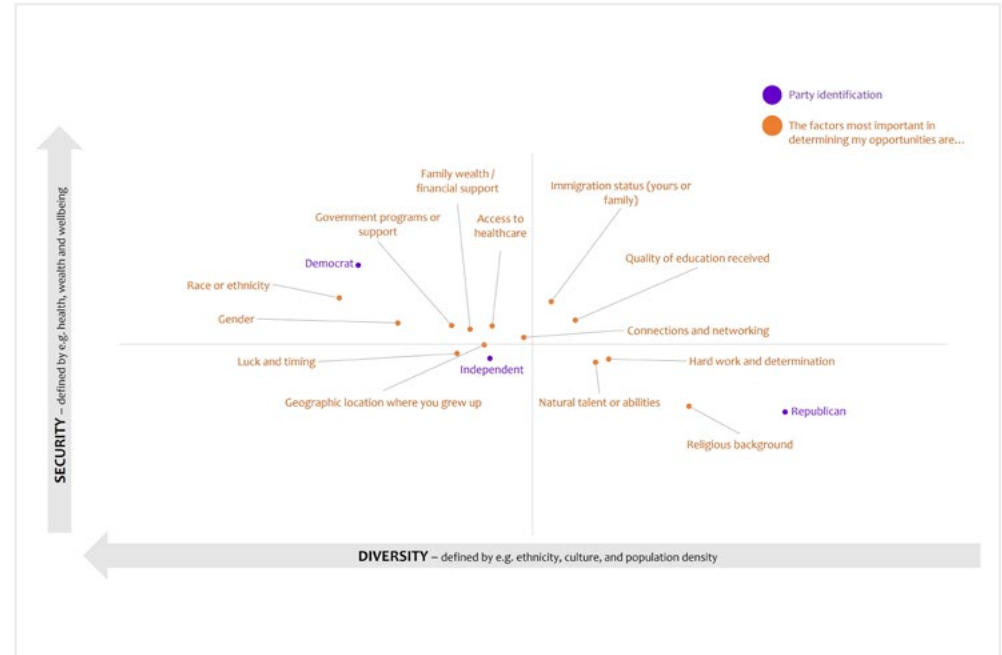 Party identification
The factors most important in
determining my opportunities are...
Family wealth /
financial support
Immigration status (yours or
family)
Government programs or
support
Access to
healthcare
Democrat
Quality of education received
Race or ethnicity
Gender
Connections and networking
Luck and timing
Independent
Hard work and determination
Geographic location where you grew up
Natural talent or abilities
Republican
Religious background
SECURITY – defined by e.g. health, wealth and wellbeing
DIVERSITY – defined by e.g. ethnicity, culture, and population density